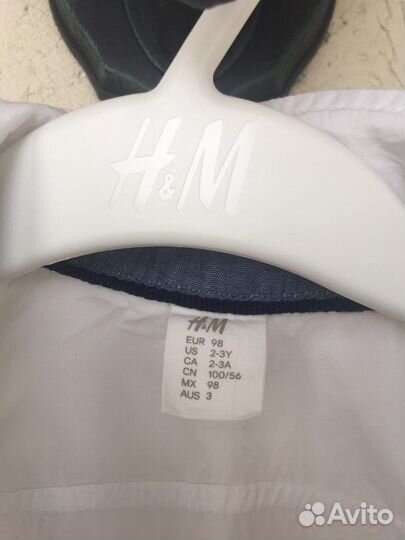 H&M
H&M
EUR 98
US 2-3Y
CA 2-3A
CN 100/56
MX 98
AUS 3
Avito